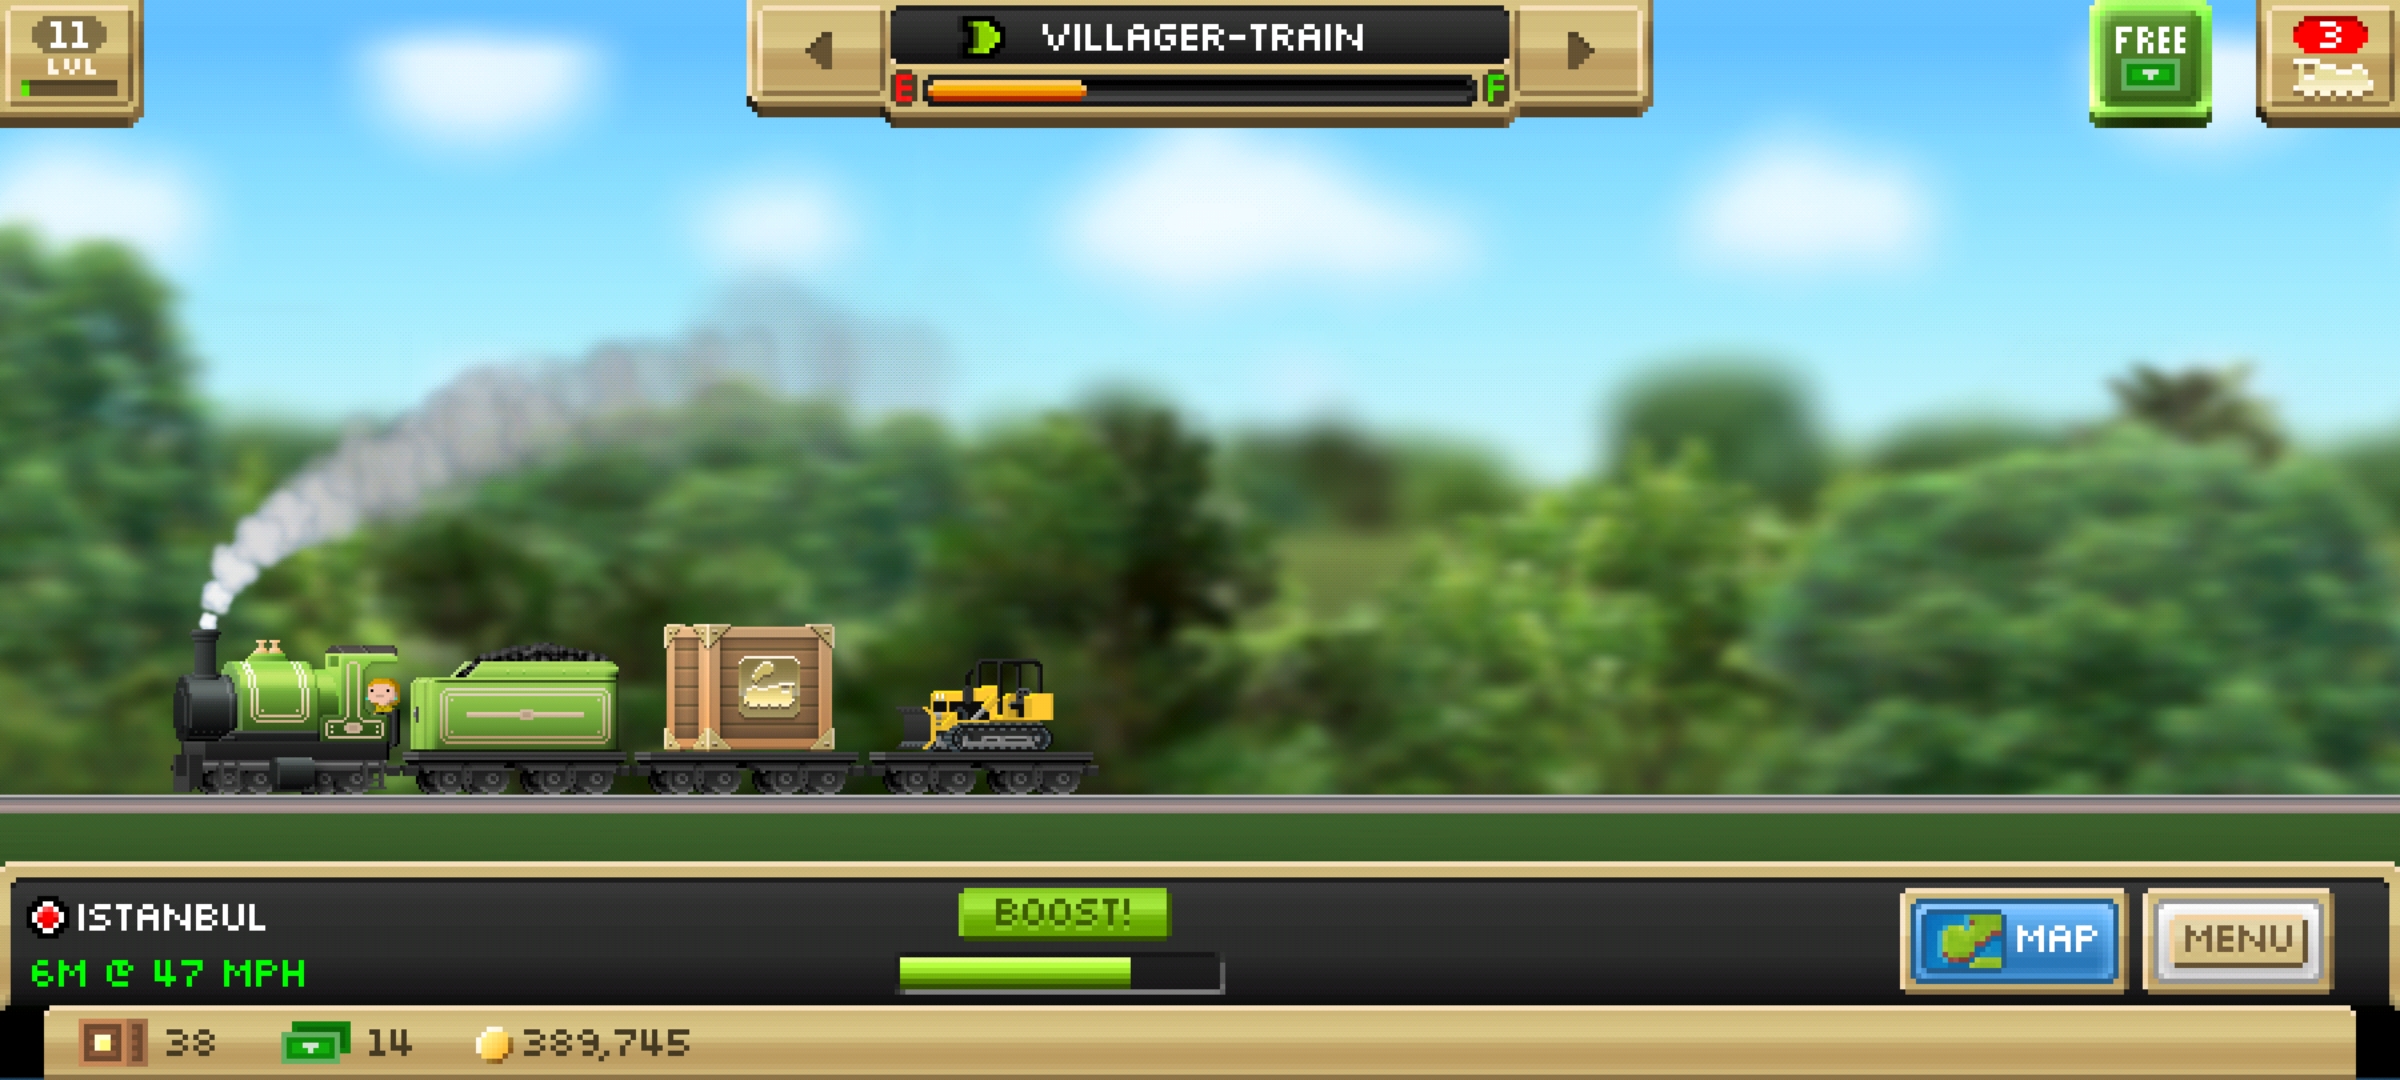 11
LVL
VILLAGER-TRAIN
E F
FREE
3
ISTANBUL
6M @ 47 MPH
BOOST!
MAP
MENU
38 14 389,745